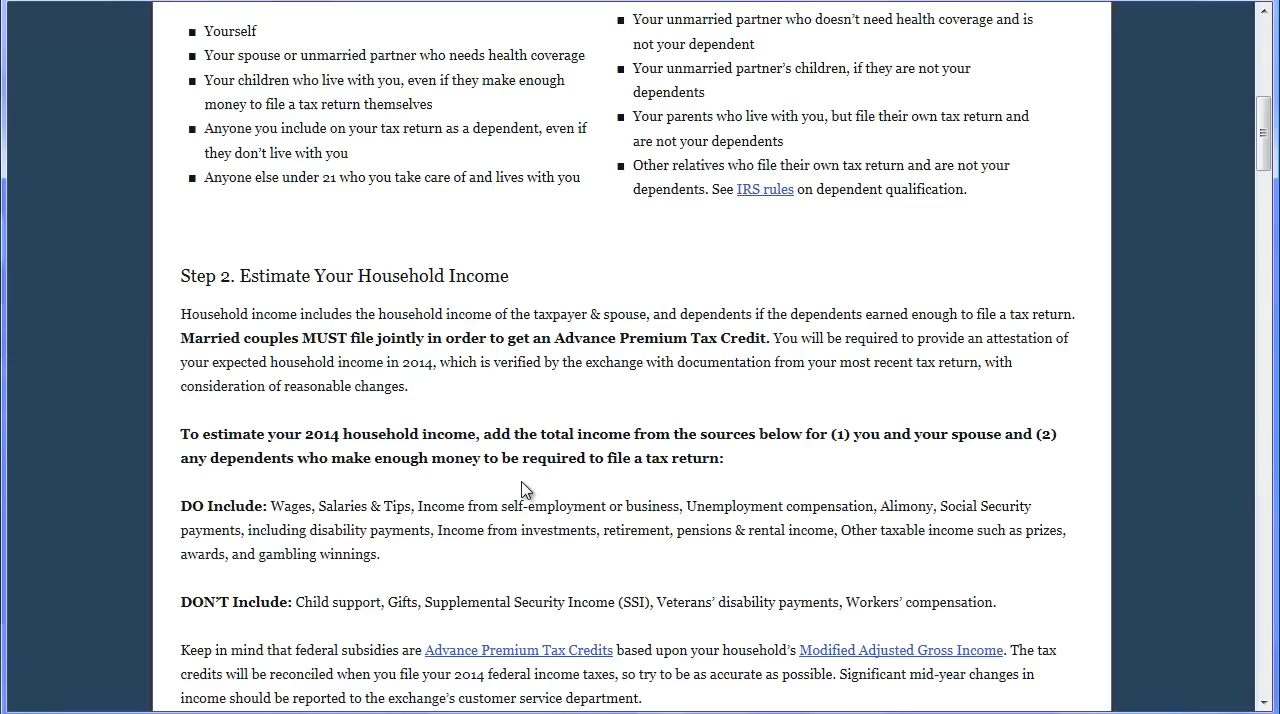 Yourself
Your spouse or unmarried partner who needs health coverage
Your children who live with you, even if they make enough
money to file a tax return themselves
Anyone you include on your tax return as a dependent, even if
they don’t live with you
Anyone else under 21 who you take care of and lives with you
Your unmarried partner who doesn’t need health coverage and is
not your dependent
Your unmarried partner’s children, if they are not your
dependents
Your parents who live with you, but file their own tax return and
are not your dependents
Other relatives who file their own tax return and are not your
dependents. See IRS rules on dependent qualification.
Step 2. Estimate Your Household Income
Household income includes the household income of the taxpayer & spouse, and dependents if the dependents earned enough to file a tax return.
Married couples MUST file jointly in order to get an Advance Premium Tax Credit. You will be required to provide an attestation of
your expected household income in 2014, which is verified by the exchange with documentation from your most recent tax return, with
consideration of reasonable changes.
To estimate your 2014 household income, add the total income from the sources below for (1) you and your spouse and (2)
any dependents who make enough money to be required to file a tax return:
DO Include: Wages, Salaries & Tips, Income from self-employment or business, Unemployment compensation, Alimony, Social Security
payments, including disability payments, Income from investments, retirement, pensions & rental income, Other taxable income such as prizes,
awards, and gambling winnings.
DON’T Include: Child support, Gifts, Supplemental Security Income (SSI), Veterans’ disability payments, Workers’ compensation.
Keep in mind that federal subsidies are Advance Premium Tax Credits based upon your household’s Modified Adjusted Gross Income. The tax
credits will be reconciled when you file your 2014 federal income taxes, so try to be as accurate as possible. Significant mid-year changes in
income should be reported to the exchange’s customer service department.